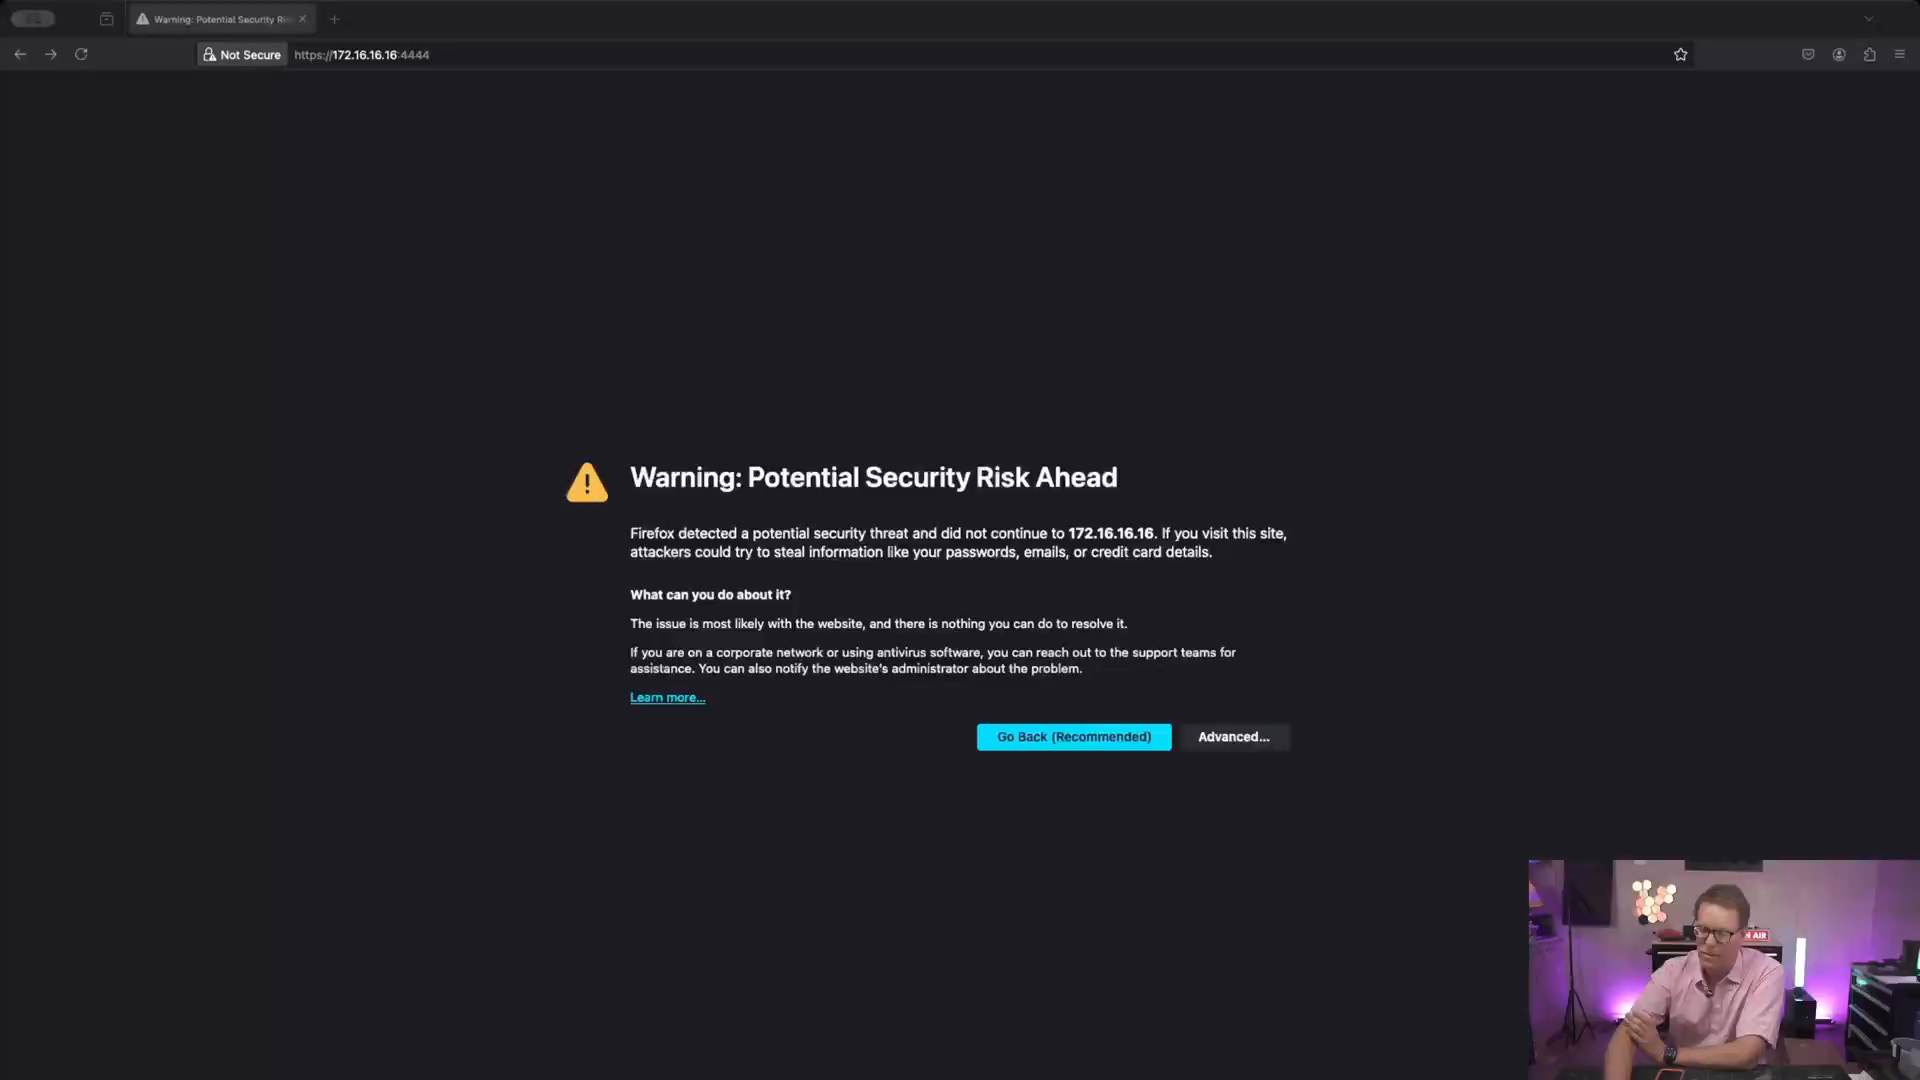 Warning: Potential Security Ris
Not Secure https://172.16.16.16:4444
Warning: Potential Security Risk Ahead
Firefox detected a potential security threat and did not continue to 172.16.16.16. If you visit this site,
attackers could try to steal information like your passwords, emails, or credit card details.
What can you do about it?
The issue is most likely with the website, and there is nothing you can do to resolve it.
If you are on a corporate network or using antivirus software, you can reach out to the support teams for
assistance. You can also notify the website's administrator about the problem.
Learn more...
Go Back (Recommended) Advanced...
N AIR